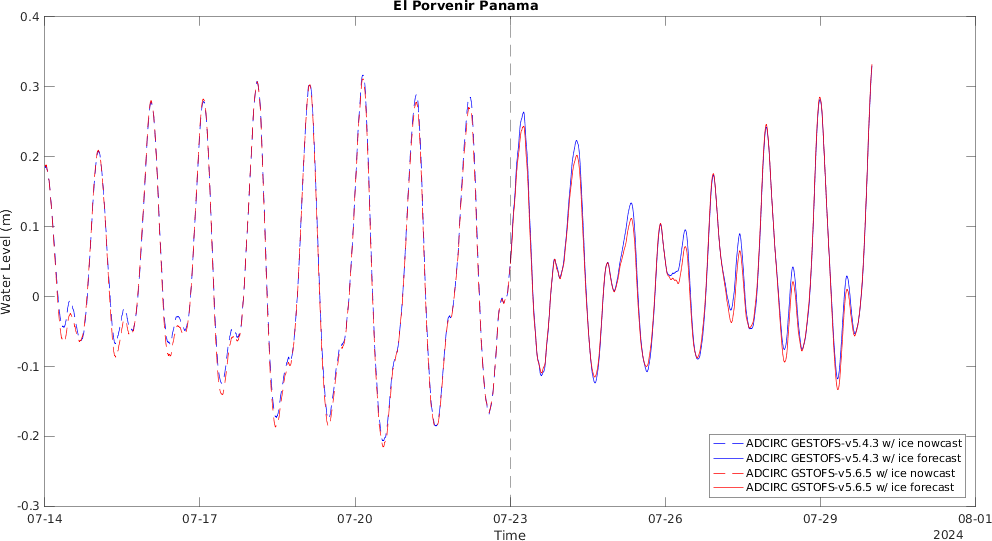 El Porvenir Panama
0.4
0.3
0.2
0.1
0
-0.1
-0.2
-0.3
Water Level (m)
ADCIRC GESTOFS-v5.4.3 w/ ice nowcast
ADCIRC GESTOFS-v5.4.3 w/ ice forecast
ADCIRC GSTOFS-v5.6.5 w/ ice nowcast
ADCIRC GSTOFS-v5.6.5 w/ ice forecast
07-14 07-17 07-20 07-23 07-26 07-29 08-01
Time
2024